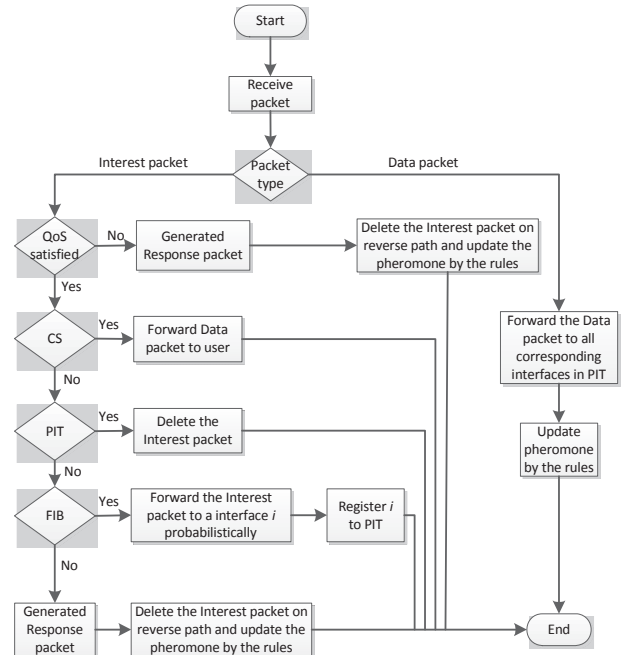 Start
Receive
packet
Packet
type
Interest packet
Data packet
QoS
satisfied
No
Generated
Response packet
Delete the Interest packet on
reverse path and update the
pheromone by the rules
Yes
CS
Yes
Forward Data
packet to user
No
Forward the Data
packet to all
corresponding
interfaces in PIT
PIT
Yes
Delete the
Interest packet
No
Update
pheromone
by the rules
FIB
Yes
Forward the Interest
packet to a interface i
probabilistically
Register i
to PIT
No
Generated
Response
packet
Delete the Interest packet on
reverse path and update the
pheromone by the rules
End